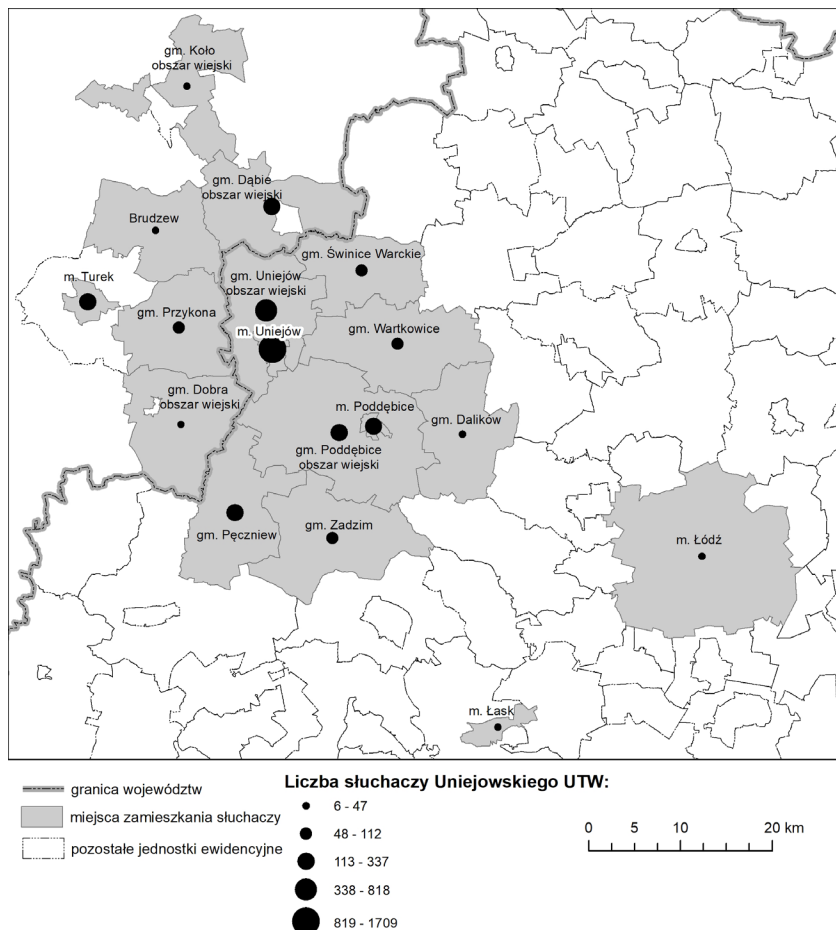 gm. Koło
obszar wiejski
gm. Dąbie
obszar wiejski
Brudzew
gm. Świnice Warckie
m. Turek
gm. Uniejów
obszar wiejski
gm. Przykona
m. Uniejów
gm. Wartkowice
gm. Dobra
obszar wiejski
m. Poddębice
gm. Dalików
gm. Poddębice
obszar wiejski
gm. Pęczniew
gm. Zadzim
m. Łódź
m. Łask
granica województw
miejsca zamieszkania słuchaczy
pozostałe jednostki ewidencyjne
Liczba słuchaczy Uniejowskiego UTW:
6 - 47
48 - 112
113 - 337
338 - 818
819 - 1709
0 5 10 20 km